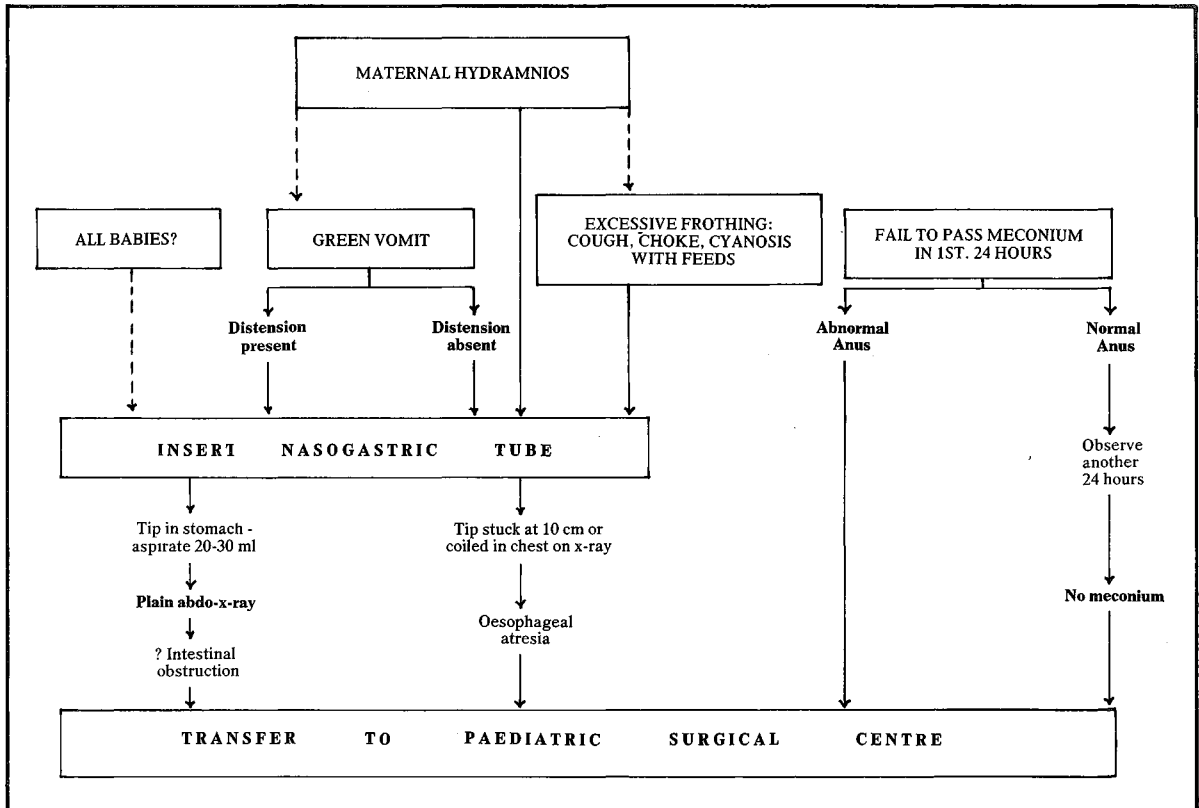 MATERNAL HYDRAMNIOS
ALL BABIES?
GREEN VOMIT
EXCESSIVE FROTHING:
COUGH, CHOKE, CYANOSIS
WITH FEEDS
FAIL TO PASS MECONIUM
IN 1ST. 24 HOURS
Distension
present
Distension
absent
Abnormal
Anus
Normal
Anus
INSERT NASOGASTRIC TUBE
Observe
another
24 hours
Tip in stomach -
aspirate 20-30 ml
Tip stuck at 10 cm or
coiled in chest on x-ray
Plain abdo-x-ray
No meconium
Oesophageal
atresia
? Intestinal
obstruction
TRANSFER TO PAEDIATRIC SURGICAL CENTRE